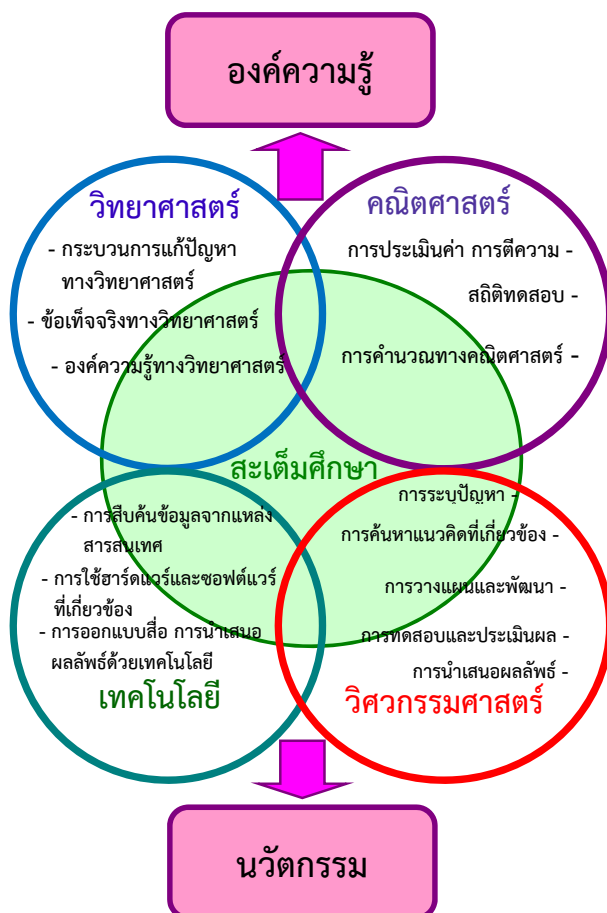 องค์ความรู้
วิทยาศาสตร์
- กระบวนการแก้ปัญหา
ทางวิทยาศาสตร์
- ข้อเท็จจริงทางวิทยาศาสตร์
- องค์ความรู้ทางวิทยาศาสตร์
คณิตศาสตร์
การประเมินค่า การตีความ -
สถิติทดสอบ -
การคำนวณทางคณิตศาสตร์ -
สะเต็มศึกษา
- การสืบค้นข้อมูลจากแหล่ง
สารสนเทศ
- การใช้ฮาร์ดแวร์และซอฟต์แวร์
ที่เกี่ยวข้อง
- การออกแบบสื่อ การนำเสนอ
ผลลัพธ์ด้วยเทคโนโลยี
เทคโนโลยี
การระบุปัญหา -
การค้นหาแนวคิดที่เกี่ยวข้อง -
การวางแผนและพัฒนา -
การทดสอบและประเมินผล -
การนำเสนอผลลัพธ์ -
วิศวกรรมศาสตร์
นวัตกรรม